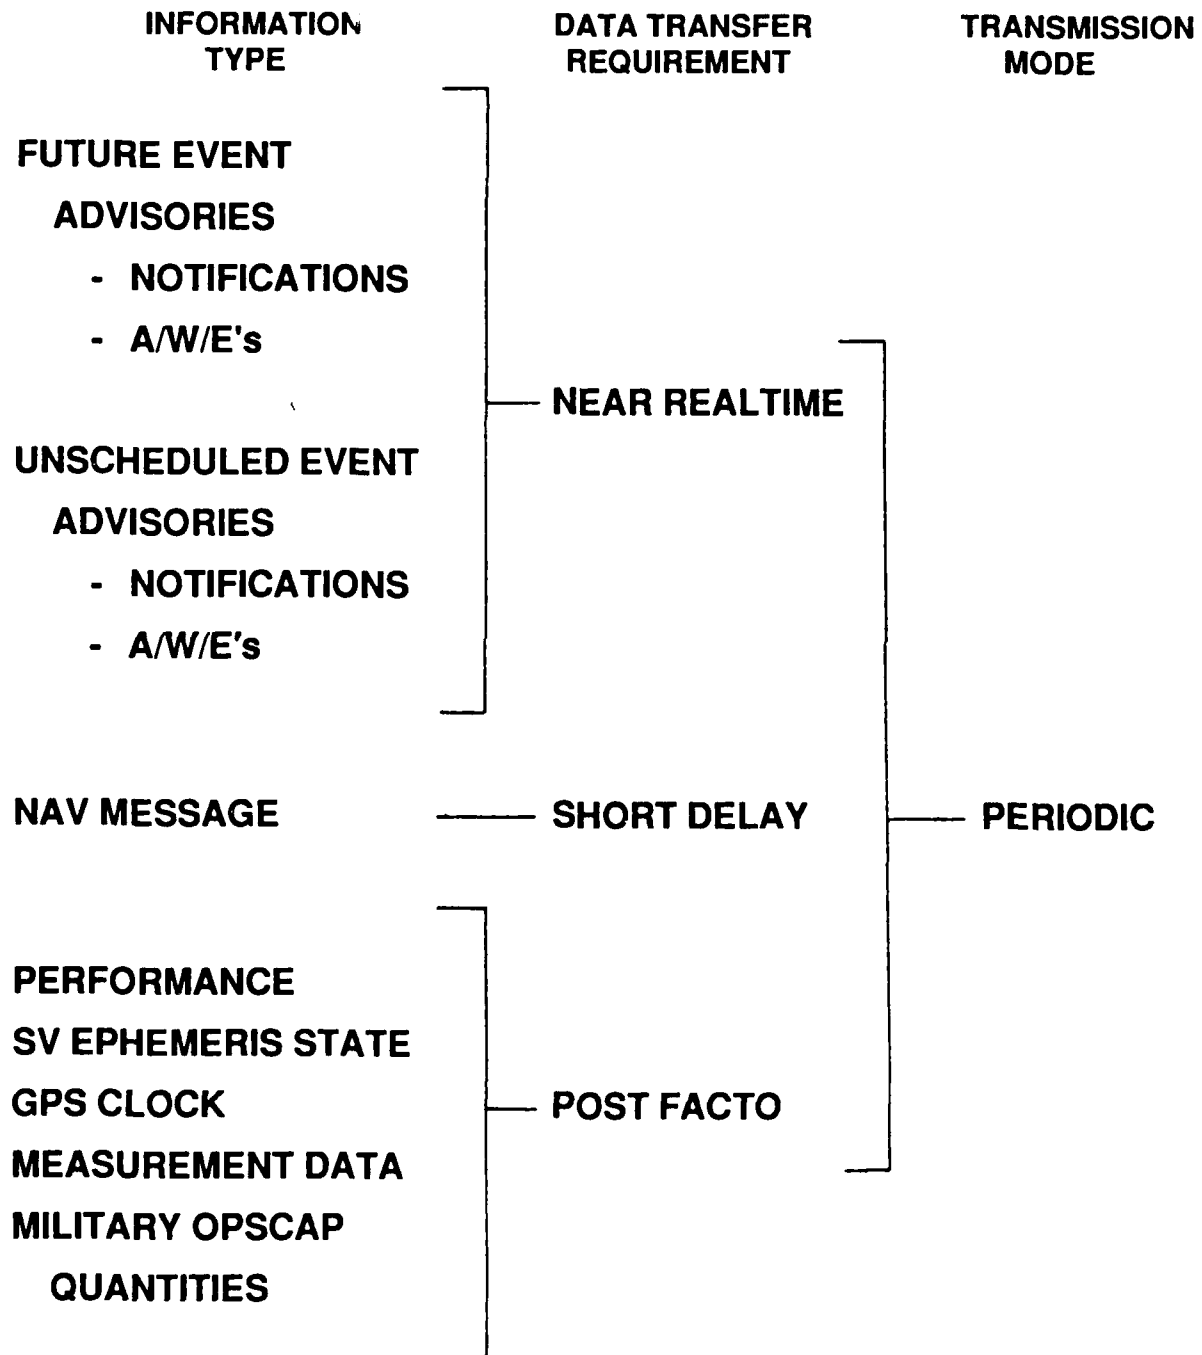 INFORMATION
TYPE
DATA TRANSFER
REQUIREMENT
TRANSMISSION
MODE
FUTURE EVENT
ADVISORIES
- NOTIFICATIONS
- A/W/E's
NEAR REALTIME
UNSCHEDULED EVENT
ADVISORIES
- NOTIFICATIONS
- A/W/E's
NAV MESSAGE
SHORT DELAY
PERIODIC
PERFORMANCE
SV EPHEMERIS STATE
GPS CLOCK
POST FACTO
MEASUREMENT DATA
MILITARY OPSCAP
QUANTITIES